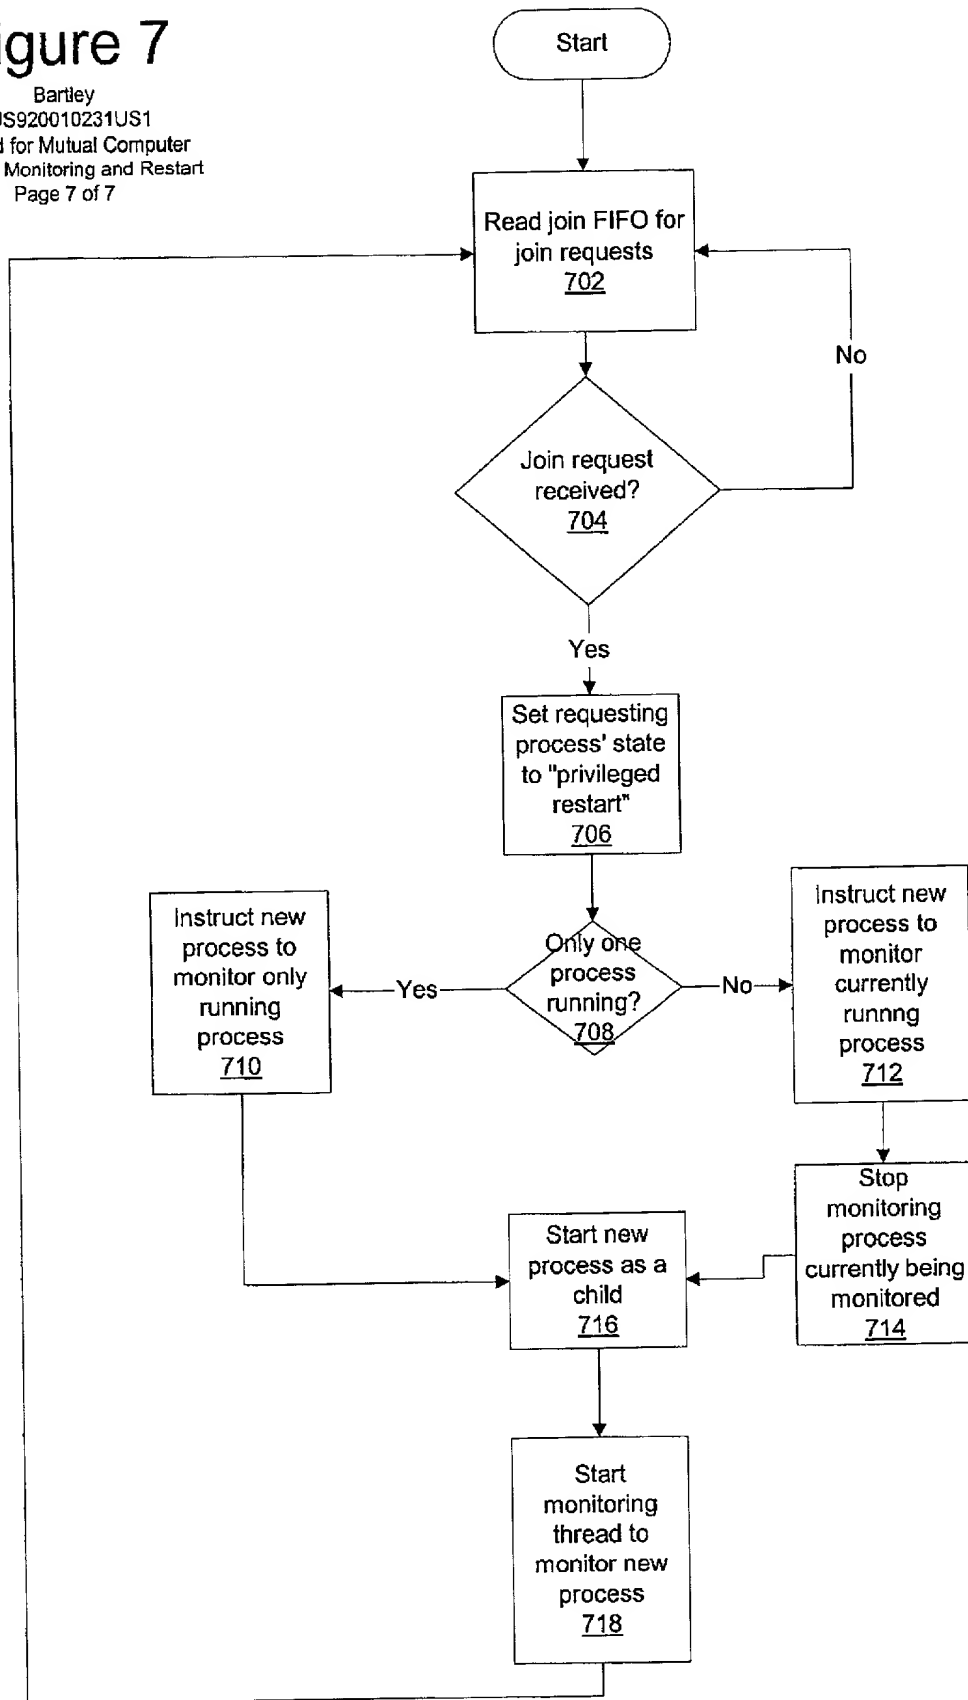 igure 7
Bartley
US920010231US1
d for Mutual Computer
Monitoring and Restart
Page 7 of 7
Start
Read join FIFO for
join requests
702
No
Join request
received?
704
Yes
Set requesting
process' state
to "privileged
restart"
706
Instruct new
process to
monitor only
running
process
710
Yes
Only one
process
running?
708
No
Instruct new
process to
monitor
currently
runnng
process
712
Stop
monitoring
process
currently being
monitored
714
Start new
process as a
child
716
Start
monitoring
thread to
monitor new
process
718